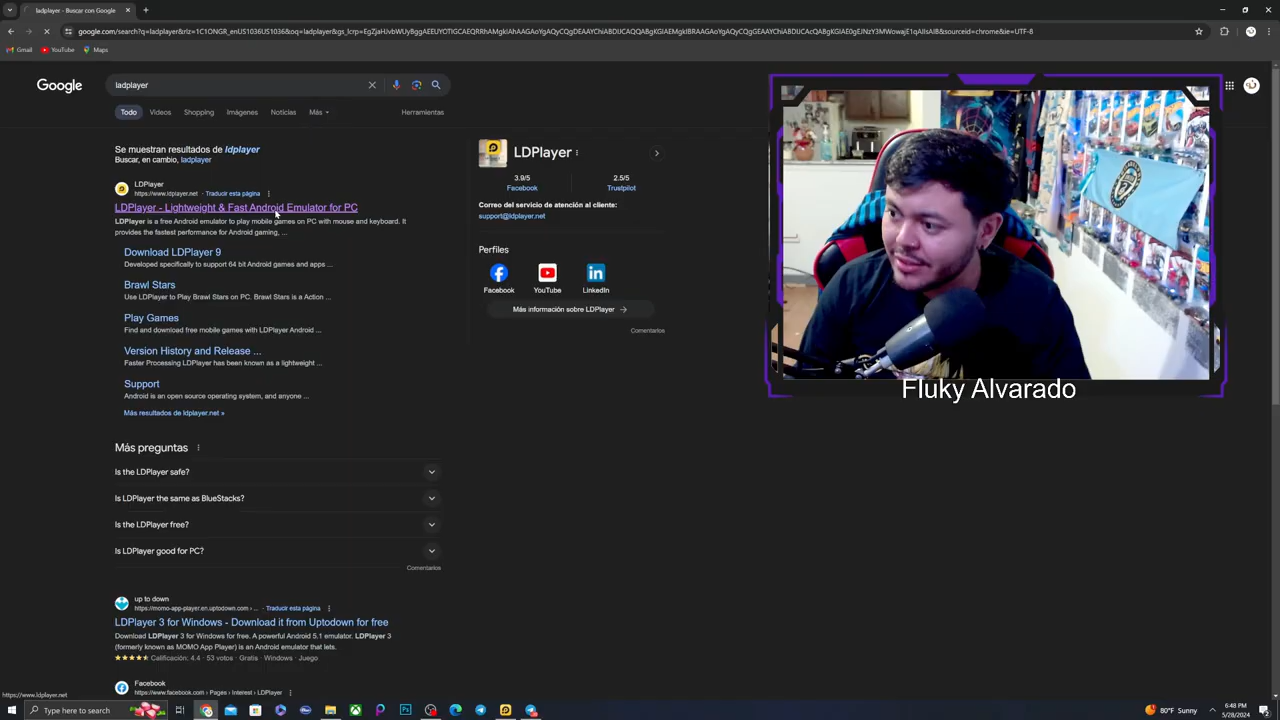 ladplayer - Buscar con Google
google.com/search?q=ladplayer&rlz=1C1ONGR_enUS1036US1036&oq=ladplayer&gs_lcrp=
Gmail
YouTube
Maps
Google
ladplayer
Todo
Videos
Shopping
Imágenes
Noticias
Más
Herramientas
Se muestran resultados de ldplayer
Buscar, en cambio, ladplayer
LDPlayer
https://www.ldplayer.net · Traducir esta página
LDPlayer - Lightweight & Fast Android Emulator for PC
LDPlayer is a free Android emulator to play mobile games on PC with mouse and keyboard. It
provides the fastest performance for Android gaming, ...
Download LDPlayer 9
Developed specifically to support 64 bit Android games and apps ...
Brawl Stars
Use LDPlayer to Play Brawl Stars on PC. Brawl Stars is a Action ...
Play Games
Find and download free mobile games with LDPlayer Android ...
Version History and Release ...
Faster Processing LDPlayer has been known as a lightweight ...
Support
Android is an open source operating system, and anyone ...
Más resultados de ldplayer.net »
Más preguntas
Is the LDPlayer safe?
Is LDPlayer the same as BlueStacks?
Is the LDPlayer free?
Is LDPlayer good for PC?
Comentarios
up to down
https://momo-app-player.en.uptodown.com › ... · Traducir esta página
LDPlayer 3 for Windows - Download it from Uptodown for free
Download LDPlayer 3 for Windows for free. A powerful Android 5.1 emulator. LDPlayer 3
(formerly known as MOMO App Player) is an Android emulator that lets.
Calificación: 4.4 · 53 votos · Gratis · Windows · Juego
Facebook
https://www.facebook.com › Pages › Interest › LDPlayer
LDPlayer
3.9/5
Facebook
2.5/5
Trustpilot
Correo del servicio de atención al cliente:
support@ldplayer.net
Perfiles
Facebook
YouTube
LinkedIn
Más información sobre LDPlayer
Comentarios
Fluky Alvarado
https://www.ldplayer.net
Type here to search
80°F Sunny
6:48 PM
5/28/2024